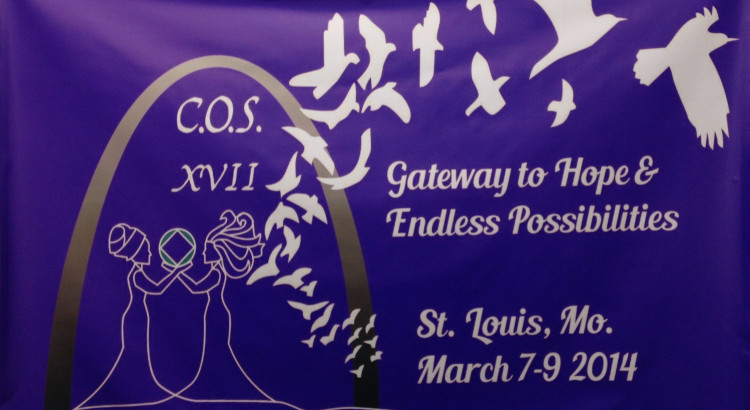 C.O.S.
XVII
Gateway to Hope &
Endless Possibilities
St. Louis, Mo.
March 7-9 2014